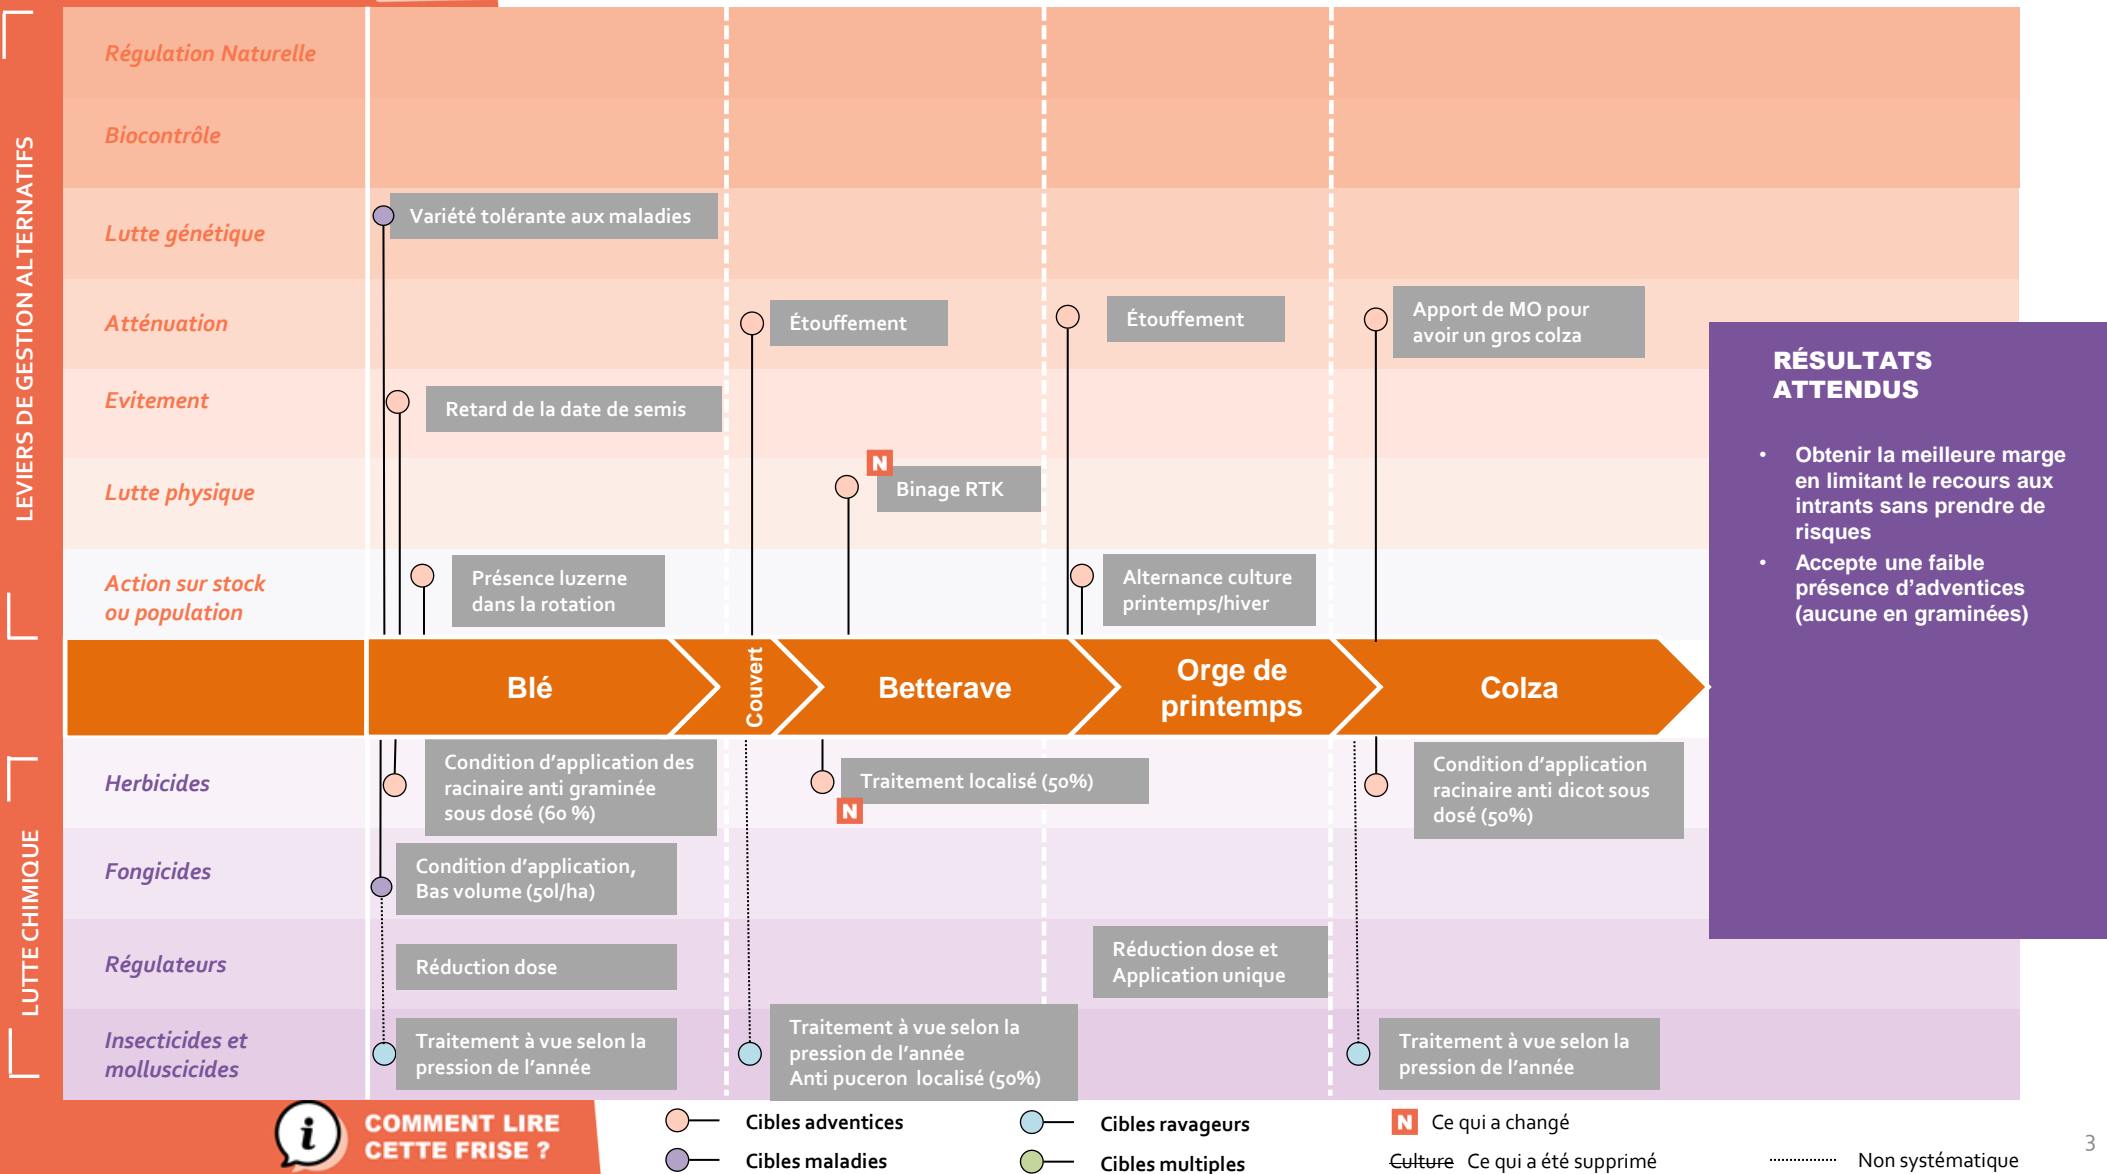 LEVIERS DE GESTION ALTERNATIFS
Régulation Naturelle
Biocontrôle
Lutte génétique
Variété tolérante aux maladies
Atténuation
Étouffement
Étouffement
Apport de MO pour
avoir un gros colza
Evitement
Retard de la date de semis
Lutte physique
N
Binage RTK
Action sur stock
ou population
Présence luzerne
dans la rotation
Alternance culture
printemps/hiver
Blé
Couvert
Betterave
Orge de
printemps
Colza
RÉSULTATS
ATTENDUS
• Obtenir la meilleure marge
en limitant le recours aux
intrants sans prendre de
risques
• Accepte une faible
présence d'adventices
(aucune en graminées)
LUTTE CHIMIQUE
Herbicides
Condition d'application des
racinaire anti graminée
sous dosé (60 %)
Traitement localisé (50%)
N
Condition d'application
racinaire anti dicot sous
dosé (50%)
Fongicides
Condition d'application,
Bas volume (50l/ha)
Régulateurs
Réduction dose
Réduction dose et
Application unique
Insecticides et
molluscicides
Traitement à vue selon la
pression de l'année
Traitement à vue selon la
pression de l'année
Anti puceron localisé (50%)
Traitement à vue selon la
pression de l'année
i
COMMENT LIRE
CETTE FRISE ?
Cibles adventices
Cibles maladies
Cibles ravageurs
Cibles multiples
N Ce qui a changé
Culture Ce qui a été supprimé
Non systématique
3